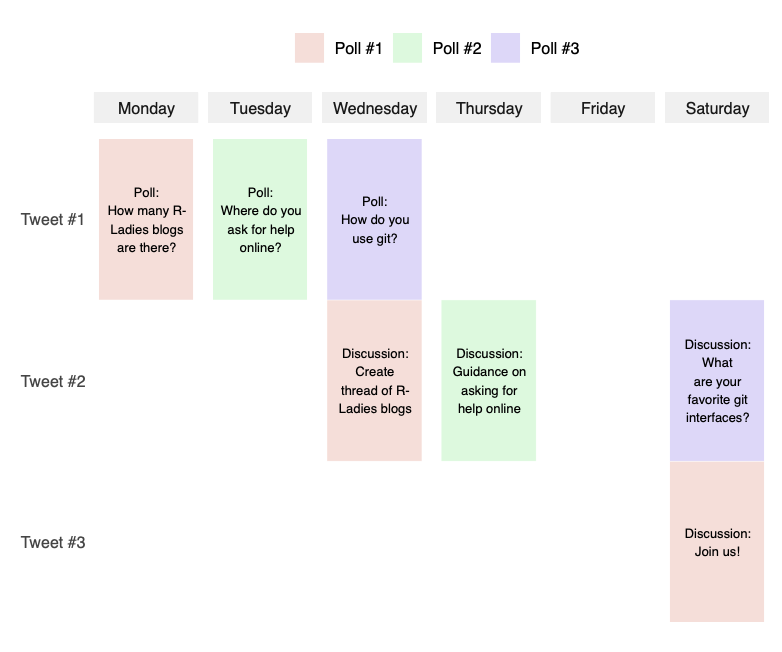 Poll #1 Poll #2 Poll #3
Monday Tuesday Wednesday Thursday Friday Saturday
Tweet #1
Poll:
How many R-
Ladies blogs
are there?
Poll:
Where do you
ask for help
online?
Poll:
How do you
use git?
Tweet #2
Discussion:
Create
thread of R-
Ladies blogs
Discussion:
Guidance on
asking for
help online
Discussion:
What
are your
favorite git
interfaces?
Tweet #3
Discussion:
Join us!